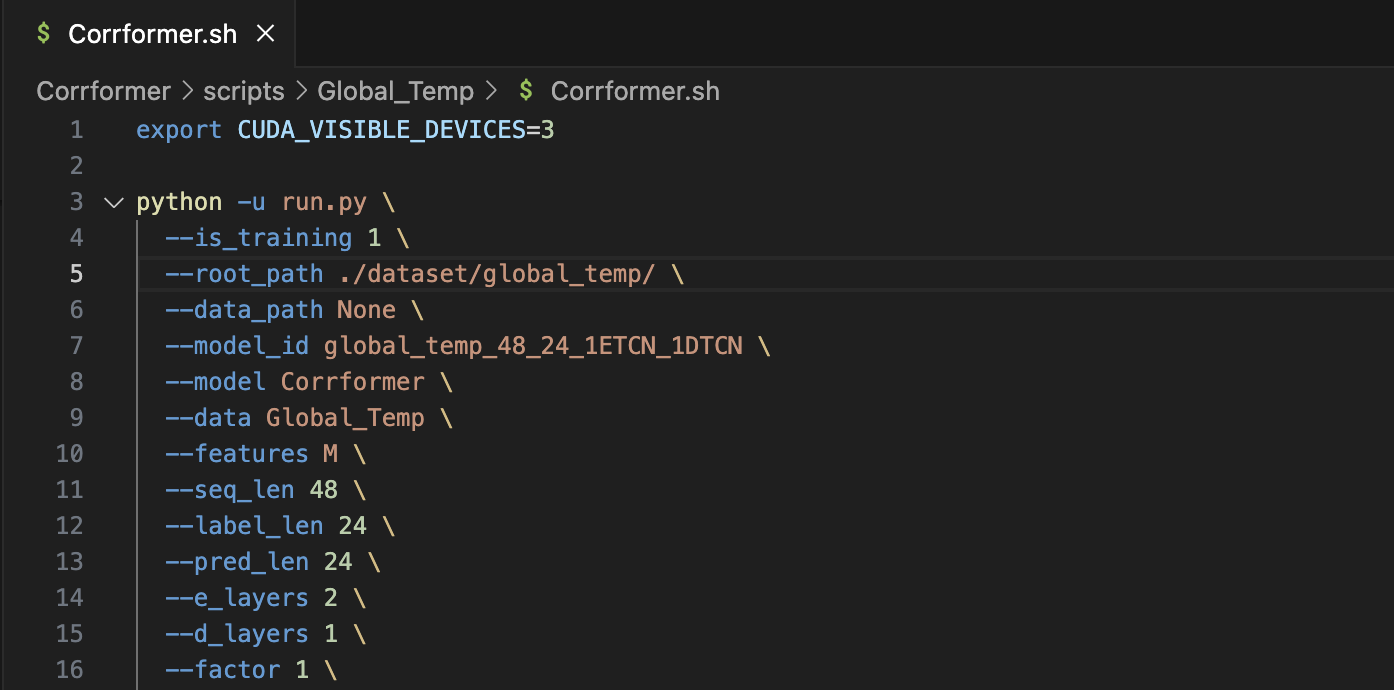 $ Corrformer.sh ×
Corrformer > scripts > Global_Temp > $ Corrformer.sh
1 export CUDA_VISIBLE_DEVICES=3
2
3 python -u run.py \
4 --is_training 1 \
5 --root_path ./dataset/global_temp/ \
6 --data_path None \
7 --model_id global_temp_48_24_1ETCN_1DTCN \
8 --model Corrformer \
9 --data Global_Temp \
10 --features M \
11 --seq_len 48 \
12 --label_len 24 \
13 --pred_len 24 \
14 --e_layers 2 \
15 --d_layers 1 \
16 --factor 1 \